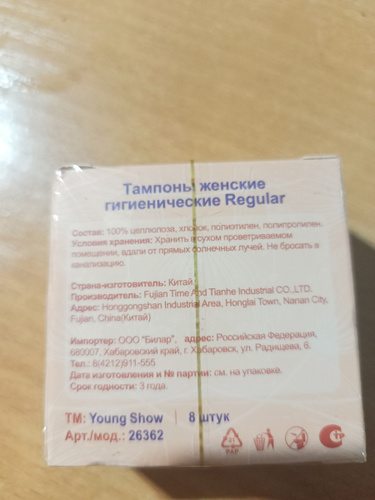 Тампоны женские
гигиенические Regular
Состав: 100% целлюлоза, хлопок, полиэтилен, полипропилен.
Условия хранения: Хранить в сухом проветриваемом
помещении, вдали от прямых солнечных лучей. Не бросать в
канализацию.
Страна-изготовитель: Китай
Производитель: Fujian Time And Tianhe Industrial CO.,LTD.
Адрес: Honggongshan Industrial Area, Honglai Town, Nanan City,
Fujian, China(Китай)
Импортер: ООО "Билар", адрес: Российская Федерация,
680007, Хабаровский край, г. Хабаровск, ул. Радищева, 6.
Тел.: 8(4212)911-555
Дата изготовления и № партии: см. на упаковке.
Срок годности: 3 года.
ТМ: Young Show | 8 штук
Арт./мод.: 26362
PAP